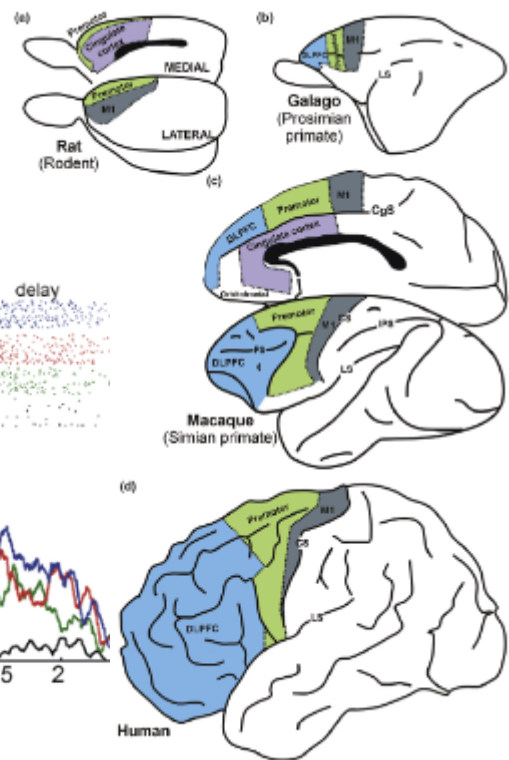 (a)
Premotor
Cingulate
cortex
MEDIAL
Premotor
M1
LATERAL
Rat
(Rodent)
(b)
DLPFC
M1
LS
Galago
(Prosimian
primate)
(c)
DLPFC
Premotor
M1
CgS
Cingulate cortex
Premotor
M1
CS
IPS
PS
DLPFC
LS
Macaque
(Simian primate)
delay
(d)
Premotor
M1
CS
DLPFC
LS
Human
5
2